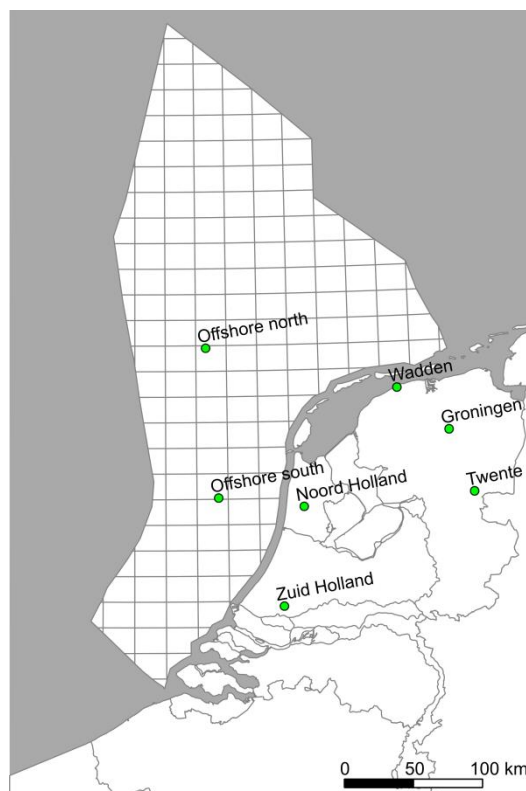 Offshore north
Wadden
Groningen
Offshore south
Noord Holland
Twente
Zuid Holland
0 50 100 km